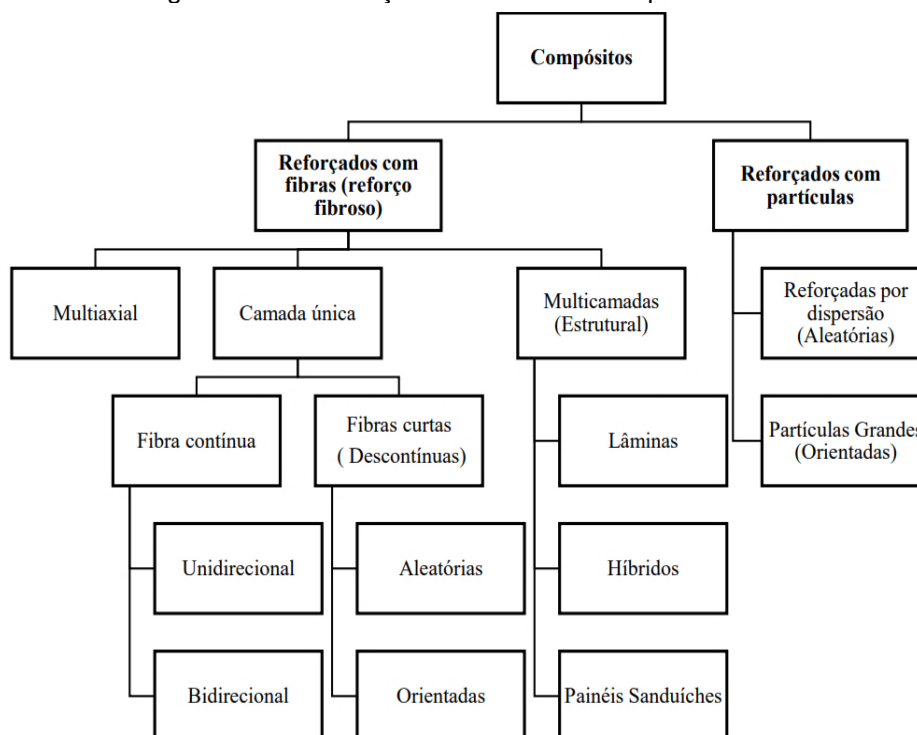 Compósitos
Reforçados com
fibras (reforço
fibroso)
Reforçados com
partículas
Multiaxial
Camada única
Multicamadas
(Estrutural)
Reforçadas por
dispersão
(Aleatórias)
Fibra contínua
Fibras curtas
( Descontínuas)
Lâminas
Partículas Grandes
(Orientadas)
Unidirecional
Aleatórias
Híbridos
Bidirecional
Orientadas
Painéis Sanduíches